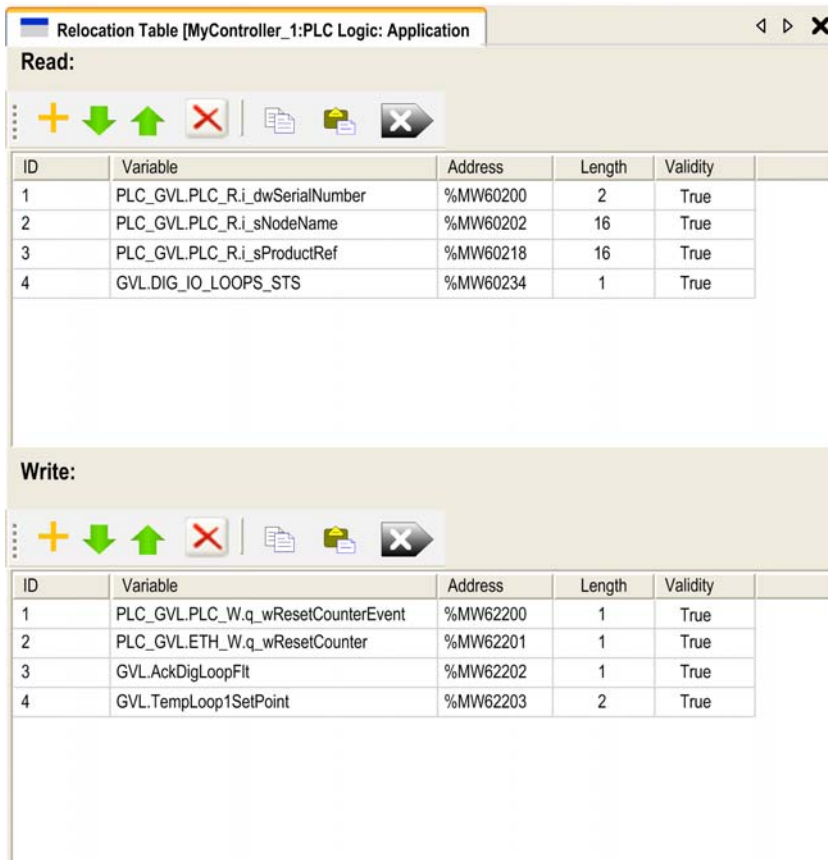 Relocation Table [MyController_1:PLC Logic: Application
Read:
ID Variable Address Length Validity
1 PLC_GVL.PLC_R.i_dwSerialNumber %MW60200 2 True
2 PLC_GVL.PLC_R.i_sNodeName %MW60202 16 True
3 PLC_GVL.PLC_R.i_sProductRef %MW60218 16 True
4 GVL.DIG_IO_LOOPS_STS %MW60234 1 True
Write:
ID Variable Address Length Validity
1 PLC_GVL.PLC_W.q_wResetCounterEvent %MW62200 1 True
2 PLC_GVL.ETH_W.q_wResetCounter %MW62201 1 True
3 GVL.AckDigLoopFlt %MW62202 1 True
4 GVL.TempLoop1SetPoint %MW62203 2 True